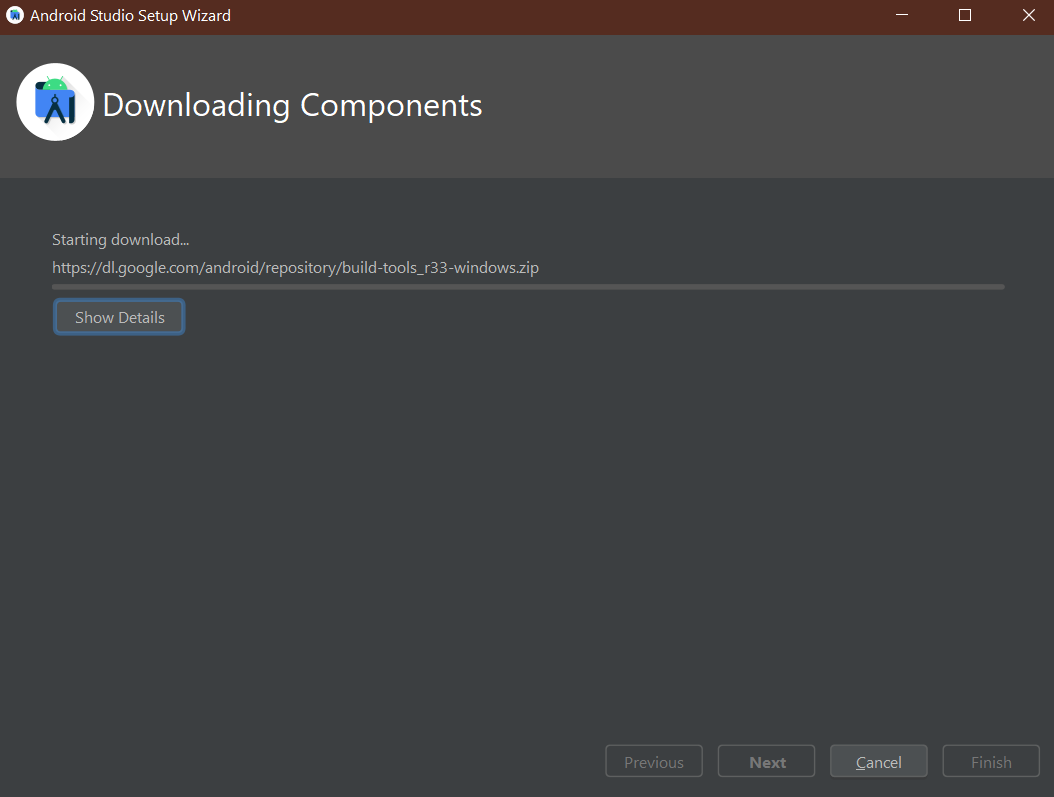 Android Studio Setup Wizard
Downloading Components
Starting download...
https://dl.google.com/android/repository/build-tools_r33-windows.zip
Show Details
Previous
Next
Cancel
Finish